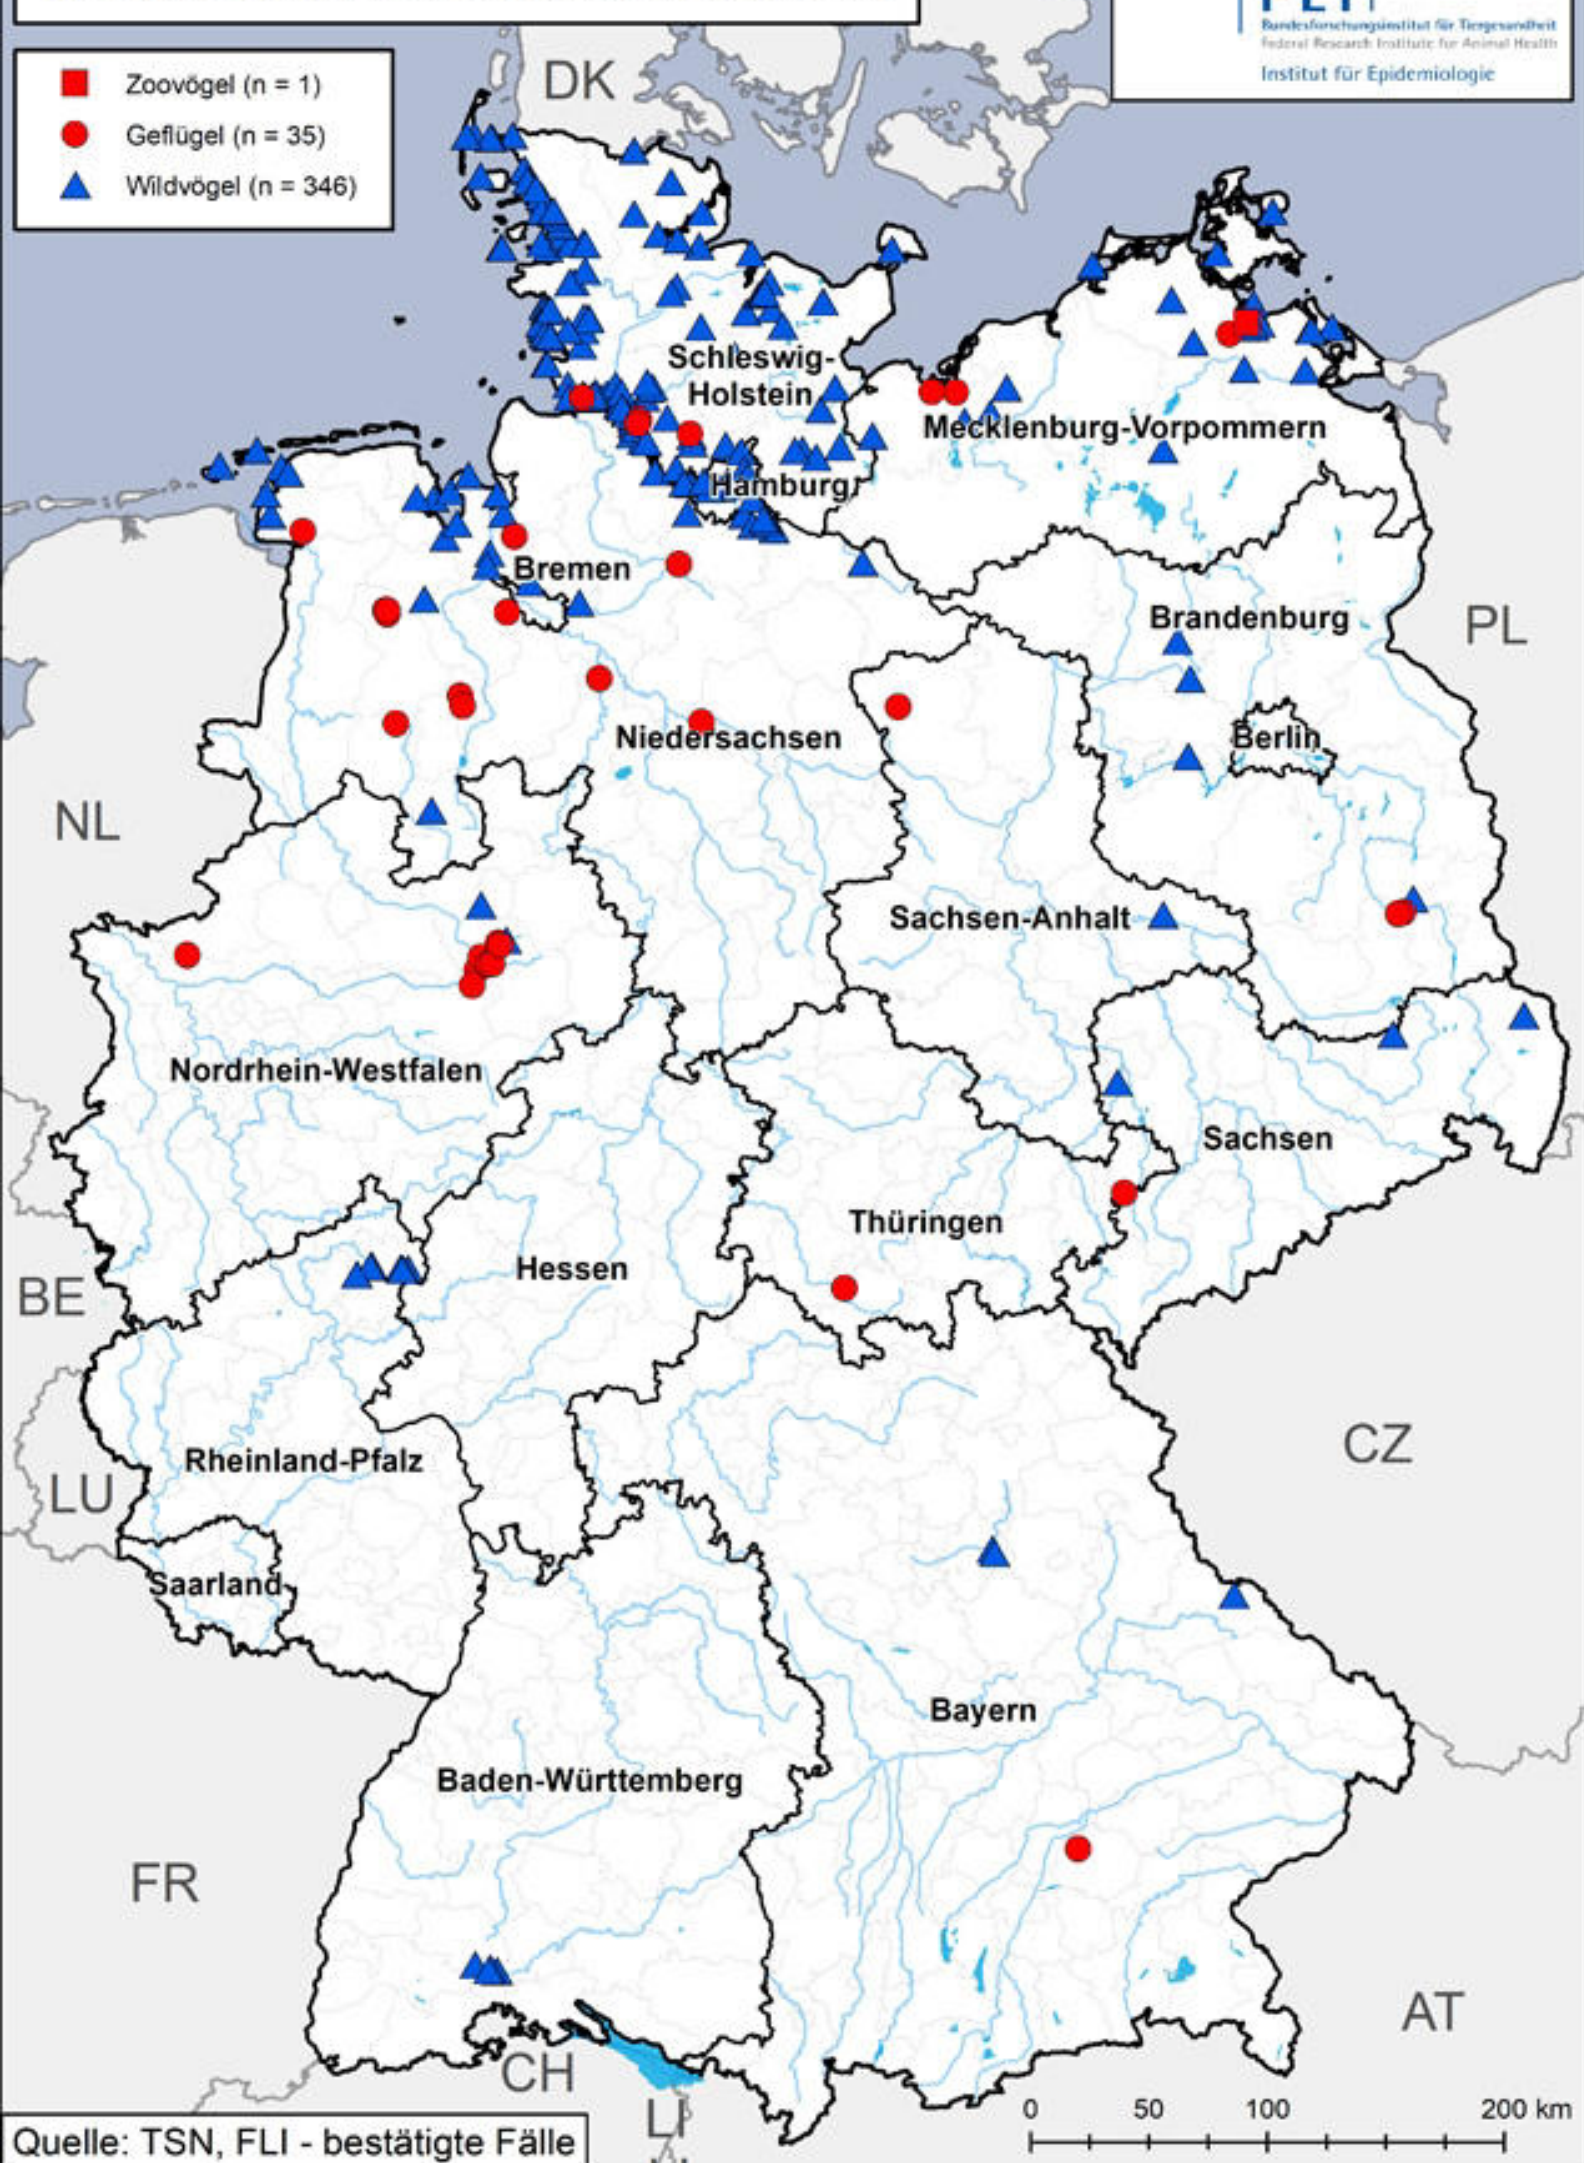 Bundesforschungsinstitut für Tiergesundheit
Federal Research Institute for Animal Health
Institut für Epidemiologie
DK
Zoovögel (n = 1)
Geflügel (n = 35)
Wildvögel (n = 346)
Schleswig-
Holstein
Mecklenburg-Vorpommern
Hamburg
Bremen
Brandenburg
PL
Niedersachsen
Berlin
NL
Sachsen-Anhalt
Nordrhein-Westfalen
Sachsen
Thüringen
Hessen
BE
CZ
Rheinland-Pfalz
LU
Saarland
Bayern
Baden-Württemberg
FR
AT
CH
LI
0 50 100 200 km
Quelle: TSN, FLI - bestätigte Fälle